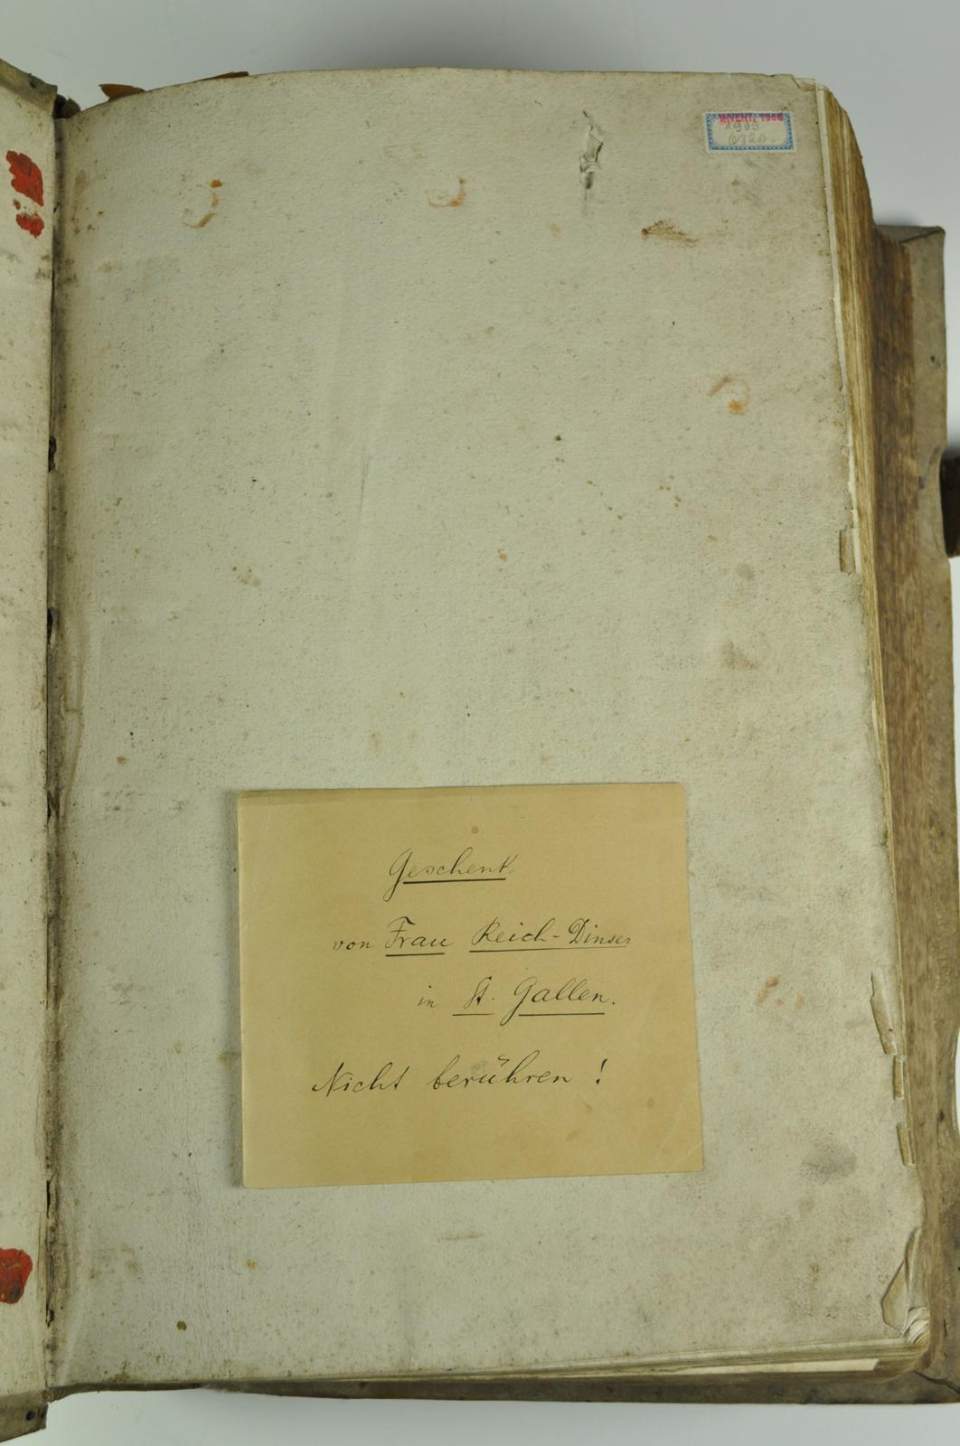 Geschenk
von Frau Reich-Dinser
in St. Gallen.
Nicht berühren !